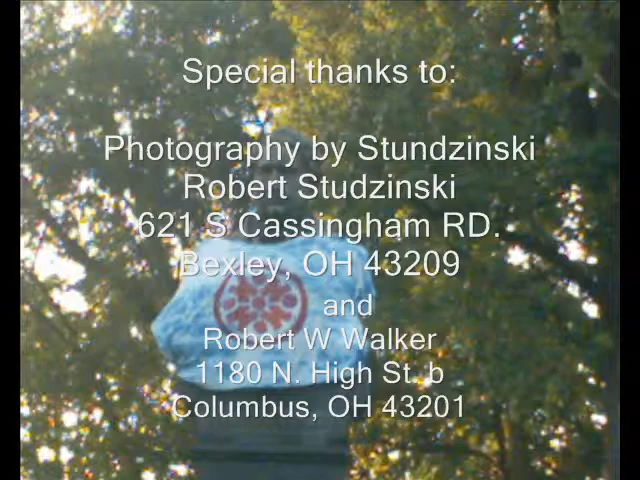 Special thanks to:
Photography by Stundzinski
Robert Studzinski
621 S Cassingham RD.
Bexley, OH 43209
and
Robert W Walker
1180 N. High St. b
Columbus, OH 43201